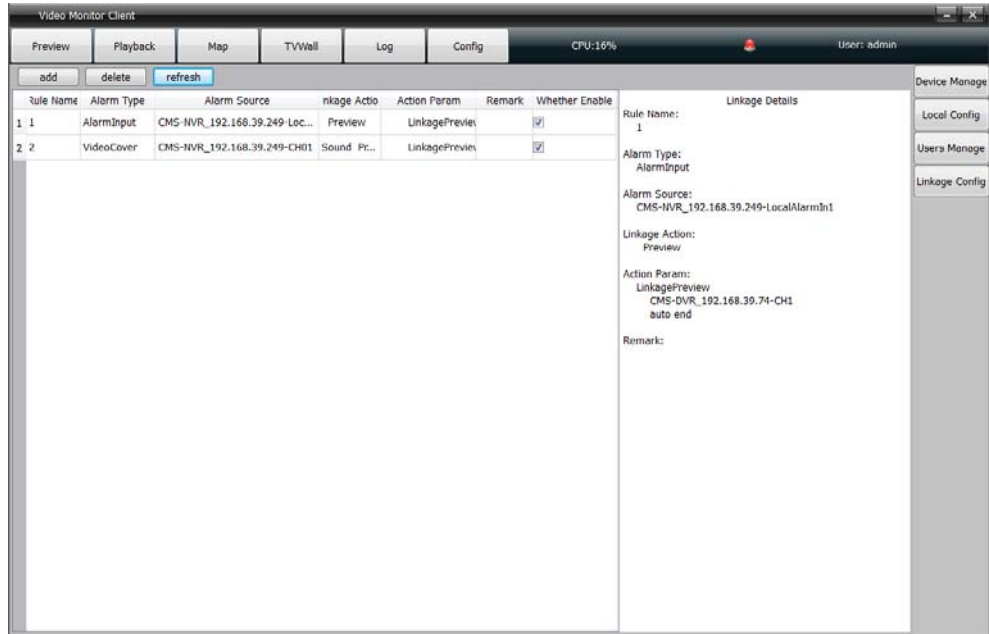 Video Monitor Client
Preview Playback Map TVWall Log Config CPU:16% User: admin
add delete refresh
Rule Name Alarm Type Alarm Source nkage Actio Action Param Remark Whether Enable
1 1 AlarmInput CMS-NVR_192.168.39.249-Loc... Preview LinkagePreviev
2 2 VideoCover CMS-NVR_192.168.39.249-CH01 Sound Pr... LinkagePreviev
Linkage Details
Rule Name:
1
Alarm Type:
AlarmInput
Alarm Source:
CMS-NVR_192.168.39.249-LocalAlarmIn1
Linkage Action:
Preview
Action Param:
LinkagePreview
CMS-DVR_192.168.39.74-CH1
auto end
Remark:
Device Manage
Local Config
Users Manage
Linkage Config